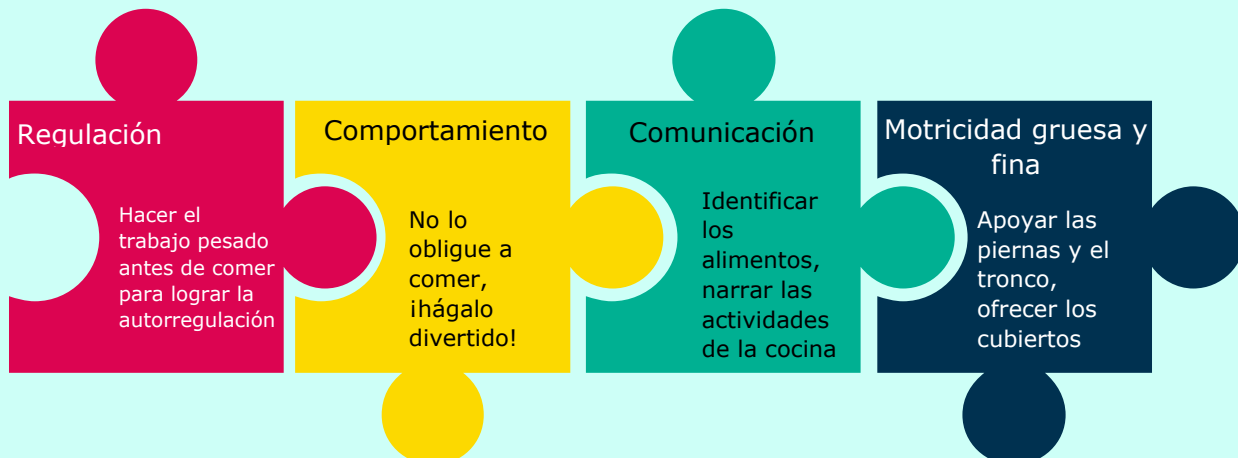 Regulación
Hacer el
trabajo pesado
antes de comer
para lograr la
autorregulación
Comportamiento
No lo
obligue a
comer,
¡hágalo
divertido!
Comunicación
Identificar
los
alimentos,
narrar las
actividades
de la cocina
Motricidad gruesa y
fina
Apoyar las
piernas y el
tronco,
ofrecer los
cubiertos